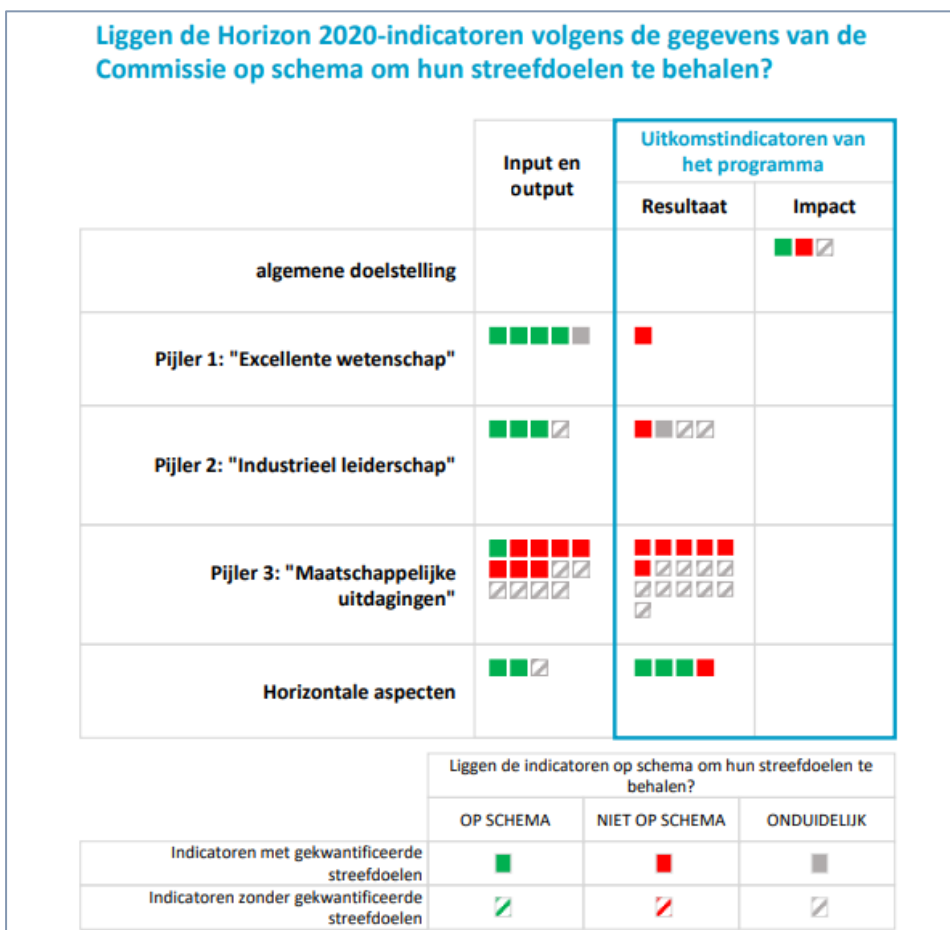 Liggen de Horizon 2020-indicatoren volgens de gegevens van de
Commissie op schema om hun streefdoelen te behalen?
Input en
output
Uitkomstindicatoren van
het programma
Resultaat
Impact
algemene doelstelling
Pijler 1: "Excellente wetenschap"
Pijler 2: "Industrieel leiderschap"
Pijler 3: "Maatschappelijke
uitdagingen"
Horizontale aspecten
Liggen de indicatoren op schema om hun streefdoelen te
behalen?
OP SCHEMA
NIET OP SCHEMA
ONDUIDELIJK
Indicatoren met gekwantificeerde
streefdoelen
Indicatoren zonder gekwantificeerde
streefdoelen